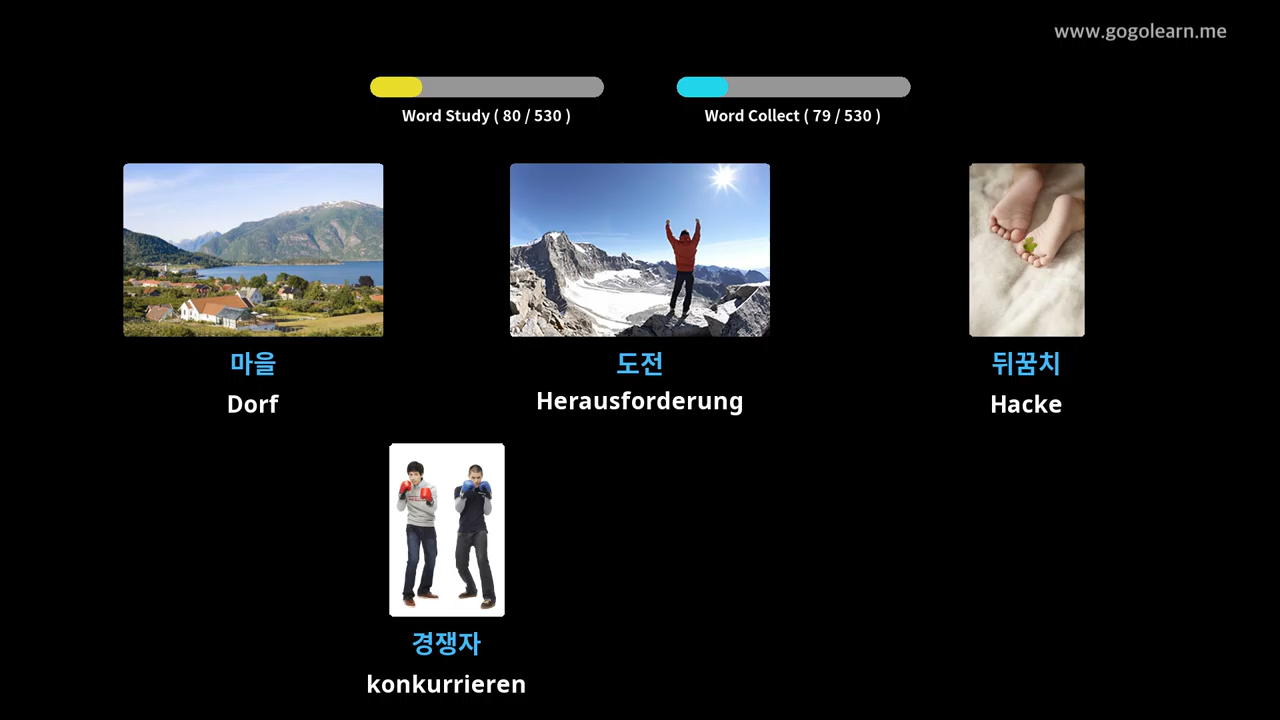 www.gogolearn.me
Word Study ( 80 / 530 )
Word Collect ( 79 / 530 )
마을
Dorf
도전
Herausforderung
뒤꿈치
Hacke
경쟁자
konkurrieren